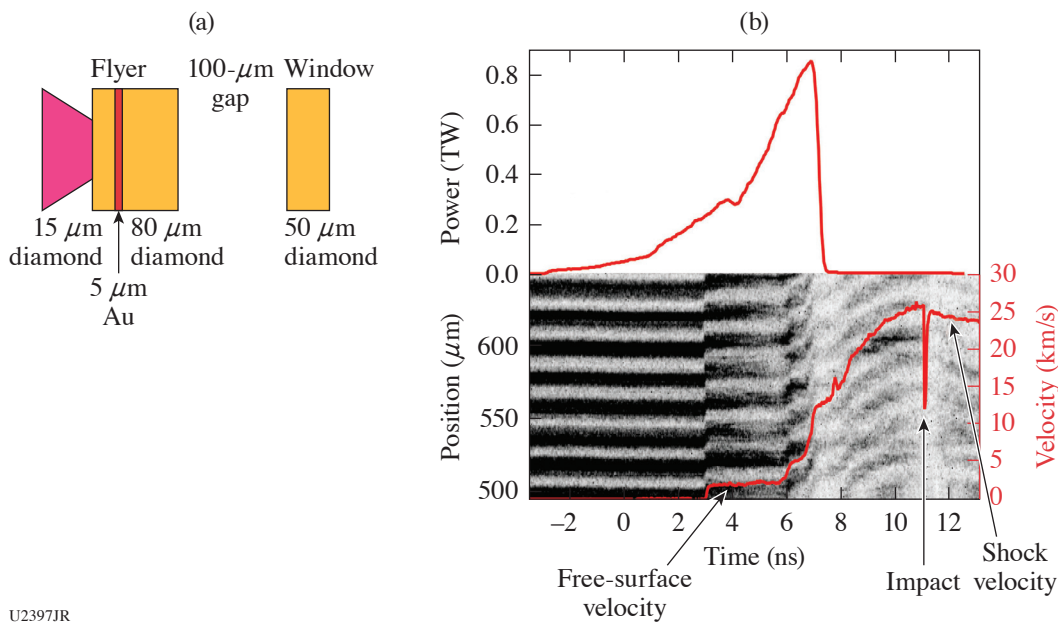 (a)
Flyer
100-μm
gap
Window
15 μm
diamond
80 μm
diamond
50 μm
diamond
5 μm
Au
(b)
Power (TW)
0.8
0.6
0.4
0.2
0.0
Position (μm)
600
550
500
30
25
20
15
10
5
0
Velocity (km/s)
−2 0 2 4 6 8 10 12
Time (ns)
Free-surface
velocity
Impact
Shock
velocity
U2397JR